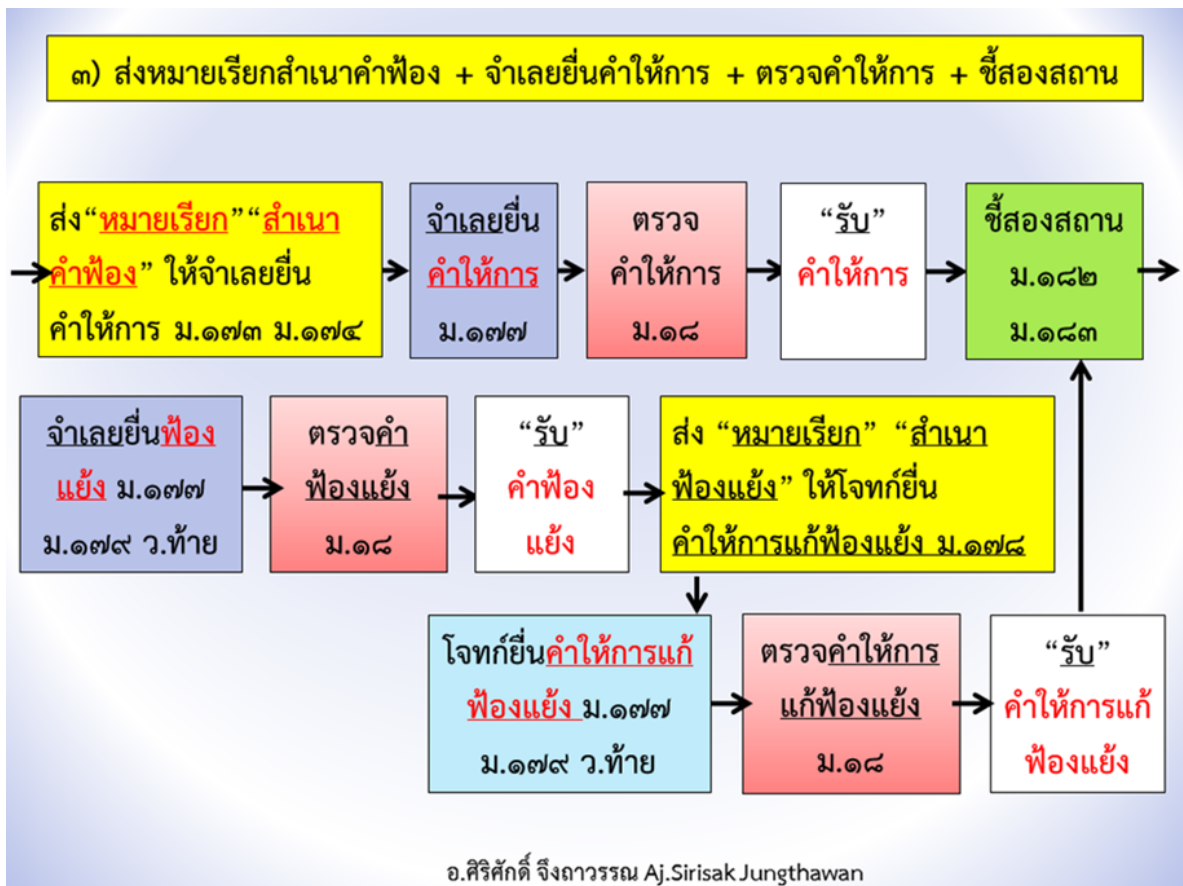 ๓) ส่งหมายเรียกสำเนาคำฟ้อง + จำเลยยื่นคำให้การ + ตรวจคำให้การ + ชี้สองสถาน
ส่ง“หมายเรียก”“สำเนา
คำฟ้อง” ให้จำเลยยื่น
คำให้การ ม.๑๗๓ ม.๑๗๔
จำเลยยื่น
คำให้การ
ม.๑๗๗
ตรวจ
คำให้การ
ม.๑๘
“รับ”
คำให้การ
ชี้สองสถาน
ม.๑๘๒
ม.๑๘๓
จำเลยยื่นฟ้อง
แย้ง ม.๑๗๗
ม.๑๗๙ ว.ท้าย
ตรวจคำ
ฟ้องแย้ง
ม.๑๘
“รับ”
คำฟ้อง
แย้ง
ส่ง “หมายเรียก” “สำเนา
ฟ้องแย้ง” ให้โจทก์ยื่น
คำให้การแก้ฟ้องแย้ง ม.๑๗๘
โจทก์ยื่นคำให้การแก้
ฟ้องแย้ง ม.๑๗๗
ม.๑๗๙ ว.ท้าย
ตรวจคำให้การ
แก้ฟ้องแย้ง
ม.๑๘
“รับ”
คำให้การแก้
ฟ้องแย้ง
อ.ศิริศักดิ์ จึงถาวรรณ Aj.Sirisak Jungthawan